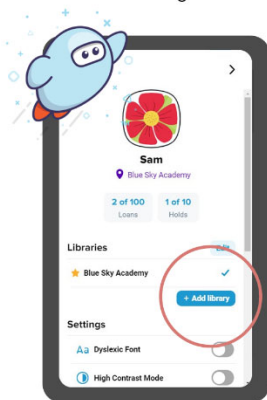 Sam
Blue Sky Academy
2 of 100 1 of 10
Loans Holds
Libraries Edit
Blue Sky Academy
+ Add library
Settings
Aa Dyslexic Font
High Contrast Mode